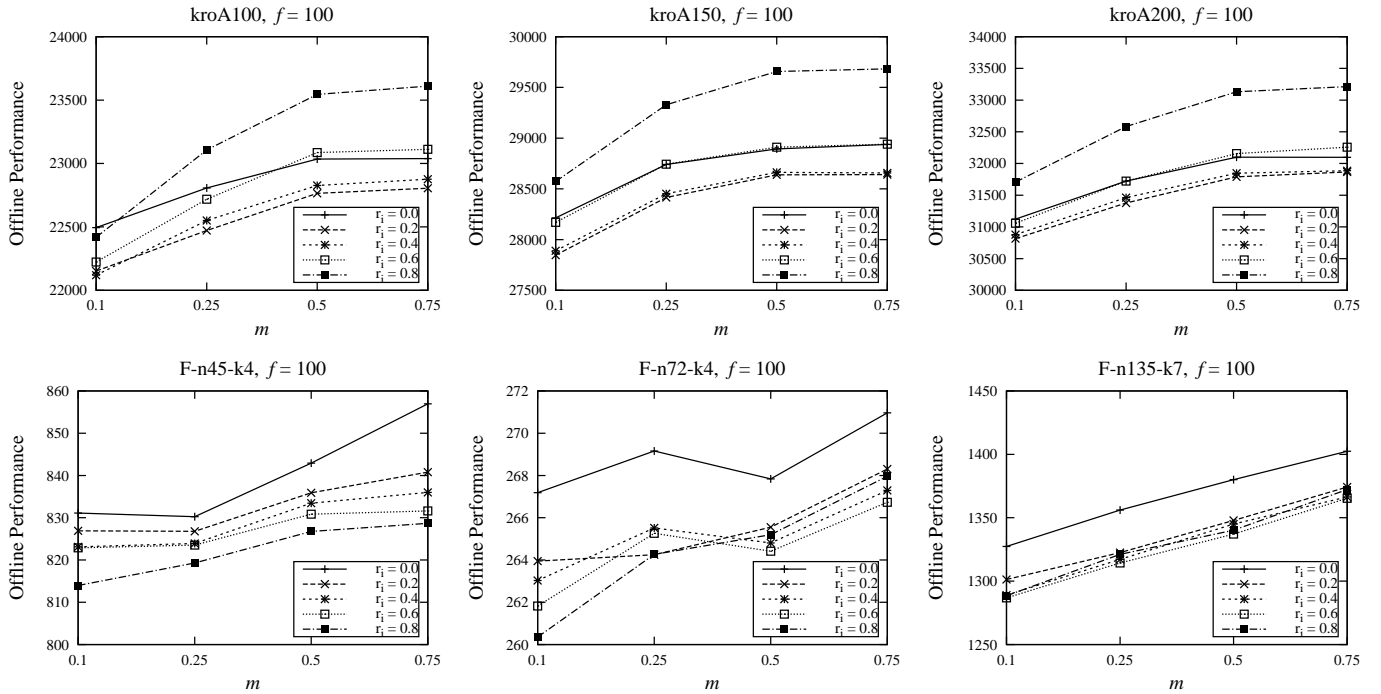 kroA100, f = 100
24000
23500
23000
22500
22000
Offline Performance
0.1
0.25
0.5
0.75
m
r_i = 0.0
r_i = 0.2
r_i = 0.4
r_i = 0.6
r_i = 0.8
kroA150, f = 100
30000
29500
29000
28500
28000
27500
Offline Performance
0.1
0.25
0.5
0.75
m
r_i = 0.0
r_i = 0.2
r_i = 0.4
r_i = 0.6
r_i = 0.8
kroA200, f = 100
34000
33500
33000
32500
32000
31500
31000
30500
30000
Offline Performance
0.1
0.25
0.5
0.75
m
r_i = 0.0
r_i = 0.2
r_i = 0.4
r_i = 0.6
r_i = 0.8
F-n45-k4, f = 100
860
850
840
830
820
810
800
Offline Performance
0.1
0.25
0.5
0.75
m
r_i = 0.0
r_i = 0.2
r_i = 0.4
r_i = 0.6
r_i = 0.8
F-n72-k4, f = 100
272
270
268
266
264
262
260
Offline Performance
0.1
0.25
0.5
0.75
m
r_i = 0.0
r_i = 0.2
r_i = 0.4
r_i = 0.6
r_i = 0.8
F-n135-k7, f = 100
1450
1400
1350
1300
1250
Offline Performance
0.1
0.25
0.5
0.75
m
r_i = 0.0
r_i = 0.2
r_i = 0.4
r_i = 0.6
r_i = 0.8